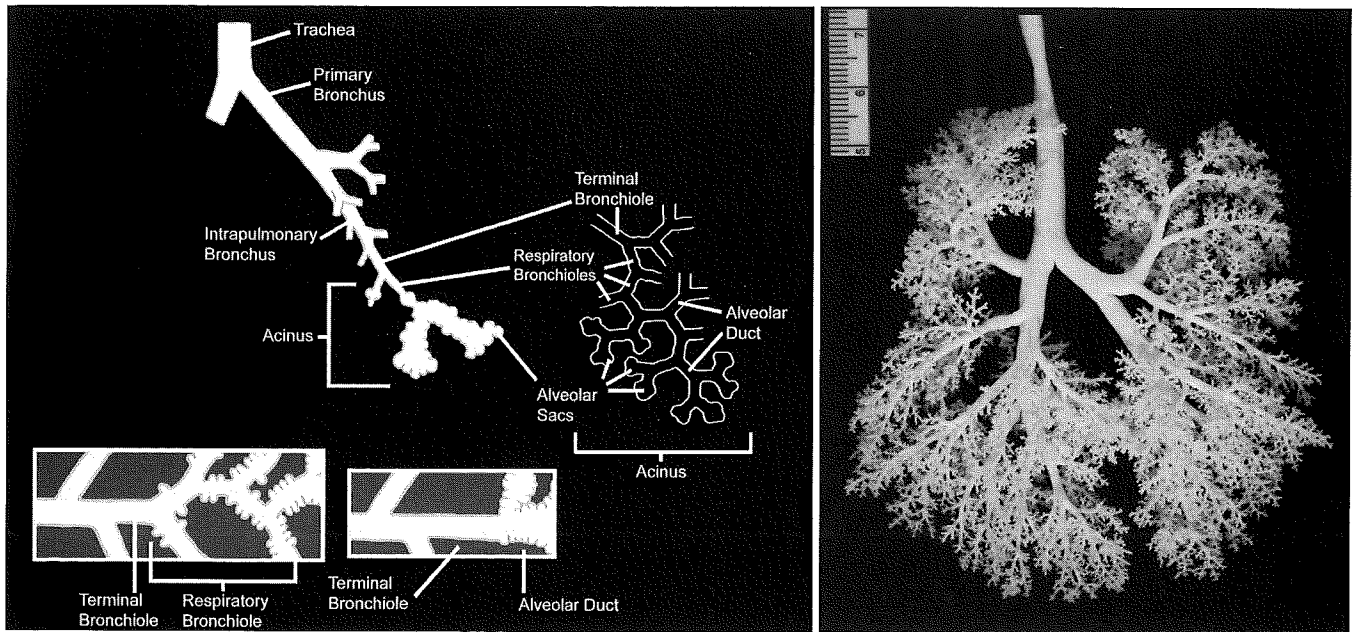 Trachea
Primary
Bronchus
Terminal
Bronchiole
Intrapulmonary
Bronchus
Respiratory
Bronchioles
Acinus
Alveolar
Duct
Alveolar
Sacs
Acinus
Terminal
Bronchiole
Respiratory
Bronchiole
Terminal
Bronchiole
Alveolar Duct
7
6
5